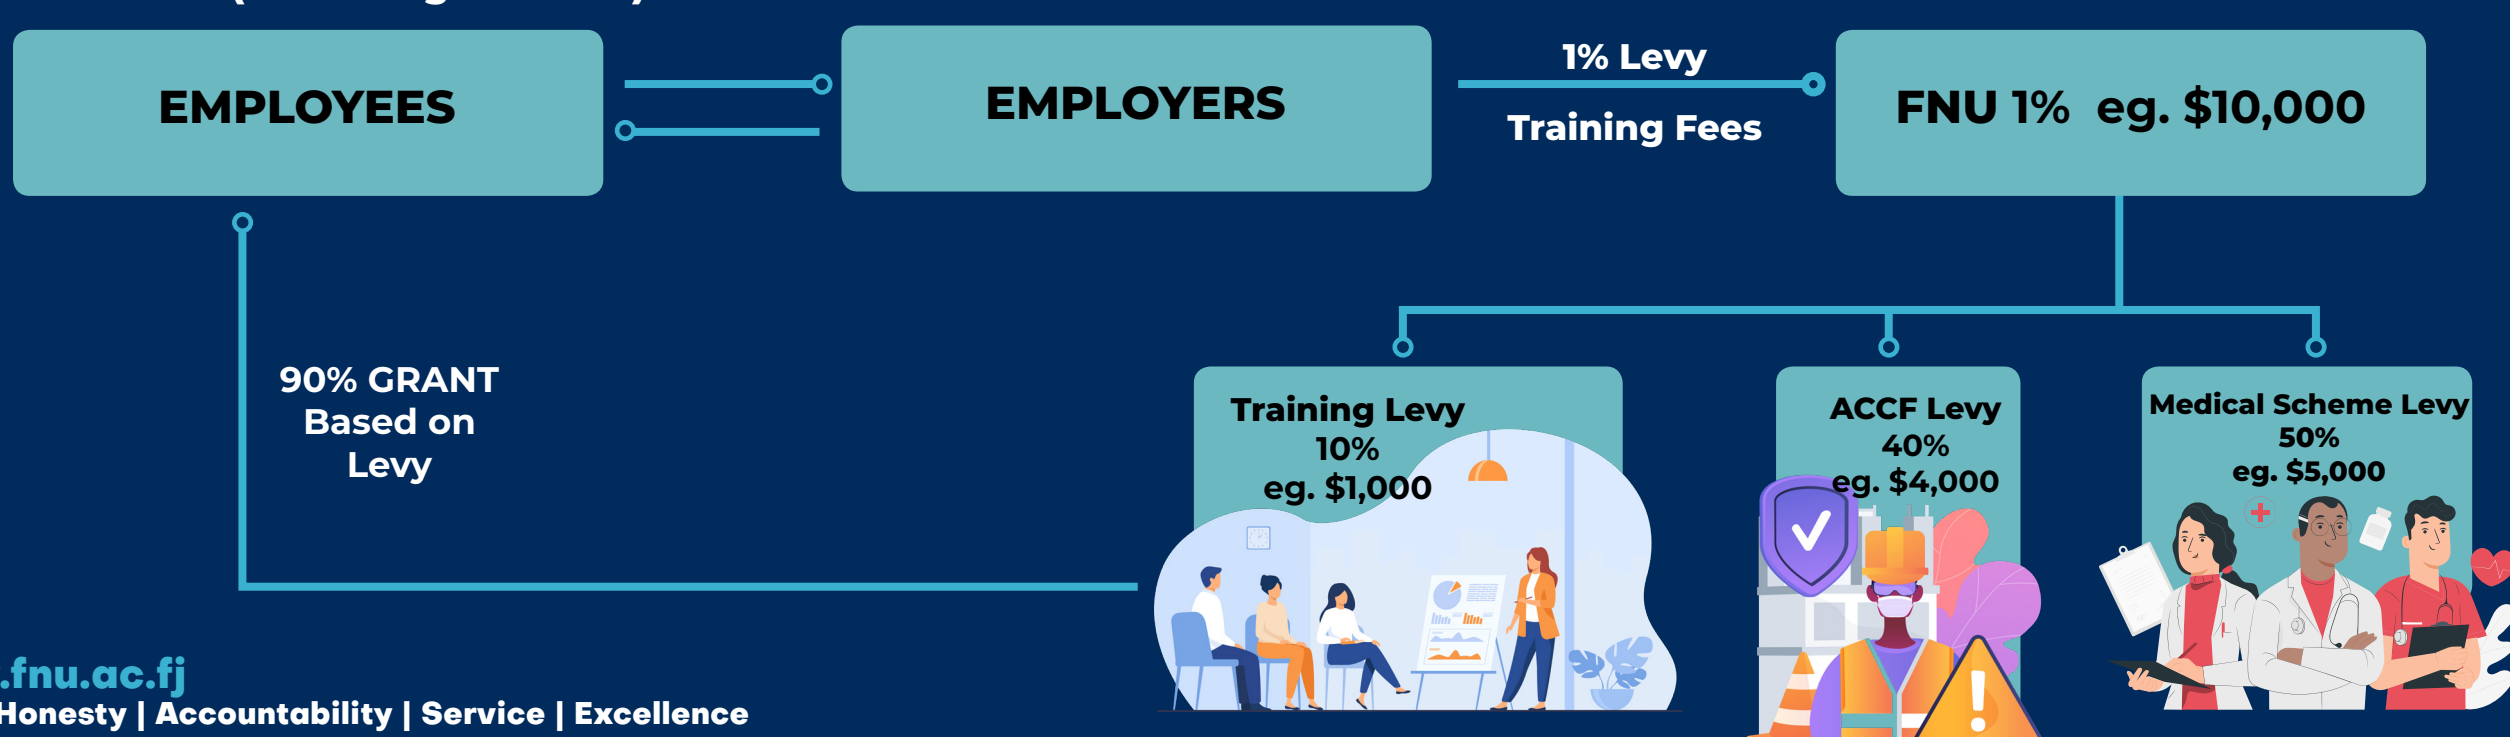 EMPLOYEES
EMPLOYERS
1% Levy
Training Fees
FNU 1% eg. $10,000
90% GRANT
Based on
Levy
Training Levy
10%
eg. $1,000
ACCF Levy
40%
eg. $4,000
Medical Scheme Levy
50%
eg. $5,000
.fnu.ac.fj
Honesty | Accountability | Service | Excellence